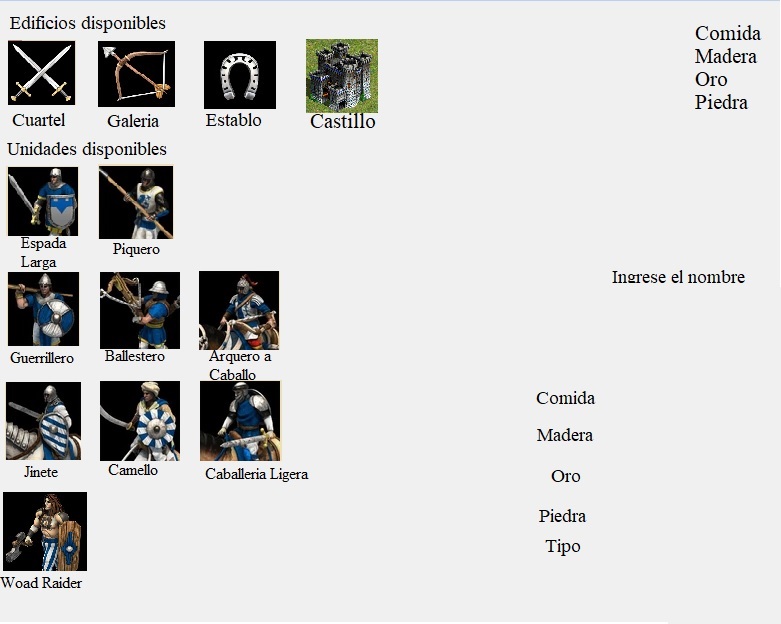 Edificios disponibles
Cuartel
Galeria
Establo
Castillo
Comida
Madera
Oro
Piedra
Unidades disponibles
Espada
Larga
Piquero
Ingrese el nombre
Guerrillero
Ballestero
Arquero a
Caballo
Jinete
Camello
Caballeria Ligera
Woad Raider
Comida
Madera
Oro
Piedra
Tipo